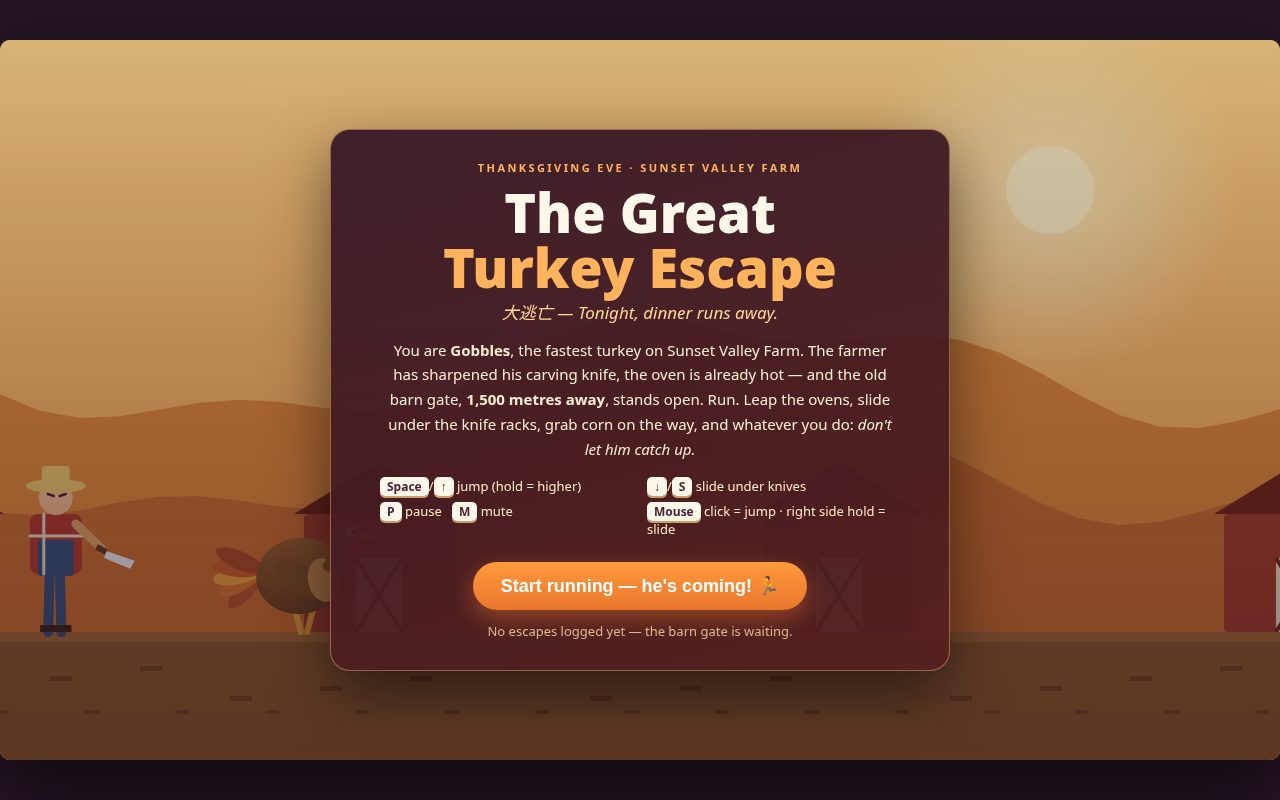 THANKSGIVING EVE · SUNSET VALLEY FARM
The Great
Turkey Escape
大逃亡 — Tonight, dinner runs away.
You are Gobbles, the fastest turkey on Sunset Valley Farm. The farmer
has sharpened his carving knife, the oven is already hot — and the old
barn gate, 1,500 metres away, stands open. Run. Leap the ovens, slide
under the knife racks, grab corn on the way, and whatever you do: don't
let him catch up.
Space / ↑ jump (hold = higher)
↓ / S slide under knives
P pause M mute
Mouse click = jump · right side hold =
slide
Start running — he's coming! 🏃
No escapes logged yet — the barn gate is waiting.